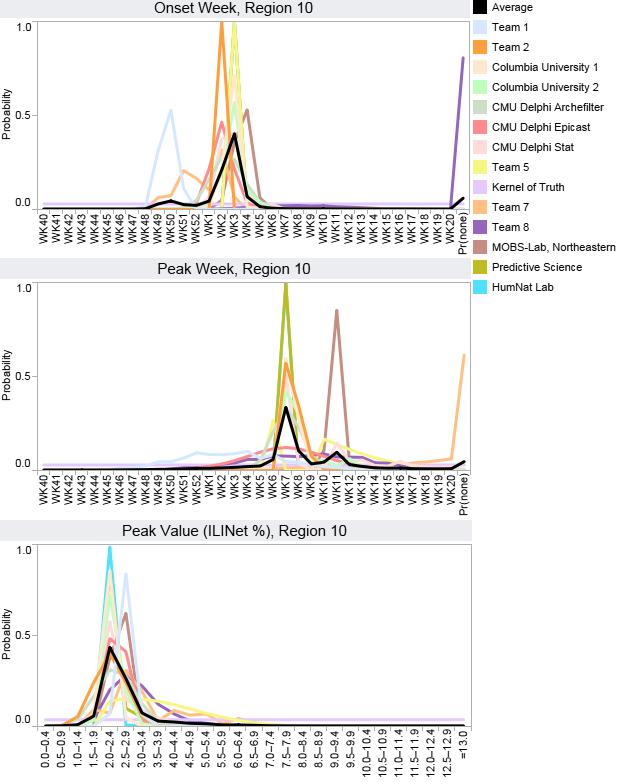 Onset Week, Region 10
Probability
1.0
0.5
0.0
WK40
WK41
WK42
WK43
WK44
WK45
WK46
WK47
WK48
WK49
WK50
WK51
WK52
WK1
WK2
WK3
WK4
WK5
WK6
WK7
WK8
WK9
WK10
WK11
WK12
WK13
WK14
WK15
WK16
WK17
WK18
WK19
WK20
Pr(none)
Average
Team 1
Team 2
Columbia University 1
Columbia University 2
CMU Delphi Archefilter
CMU Delphi Epicast
CMU Delphi Stat
Team 5
Kernel of Truth
Team 7
Team 8
MOBS-Lab, Northeastern
Predictive Science
HumNat Lab
Peak Week, Region 10
Probability
1.0
0.5
0.0
WK40
WK41
WK42
WK43
WK44
WK45
WK46
WK47
WK48
WK49
WK50
WK51
WK52
WK1
WK2
WK3
WK4
WK5
WK6
WK7
WK8
WK9
WK10
WK11
WK12
WK13
WK14
WK15
WK16
WK17
WK18
WK19
WK20
Pr(none)
Peak Value (ILINet %), Region 10
Probability
1.0
0.5
0.0
0.0–0.4
0.5–0.9
1.0–1.4
1.5–1.9
2.0–2.4
2.5–2.9
3.0–3.4
3.5–3.9
4.0–4.4
4.5–4.9
5.0–5.4
5.5–5.9
6.0–6.4
6.5–6.9
7.0–7.4
7.5–7.9
8.0–8.4
8.5–8.9
9.0–9.4
9.5–9.9
10.0–10.4
10.5–10.9
11.0–11.4
11.5–11.9
12.0–12.4
12.5–12.9
=13.0